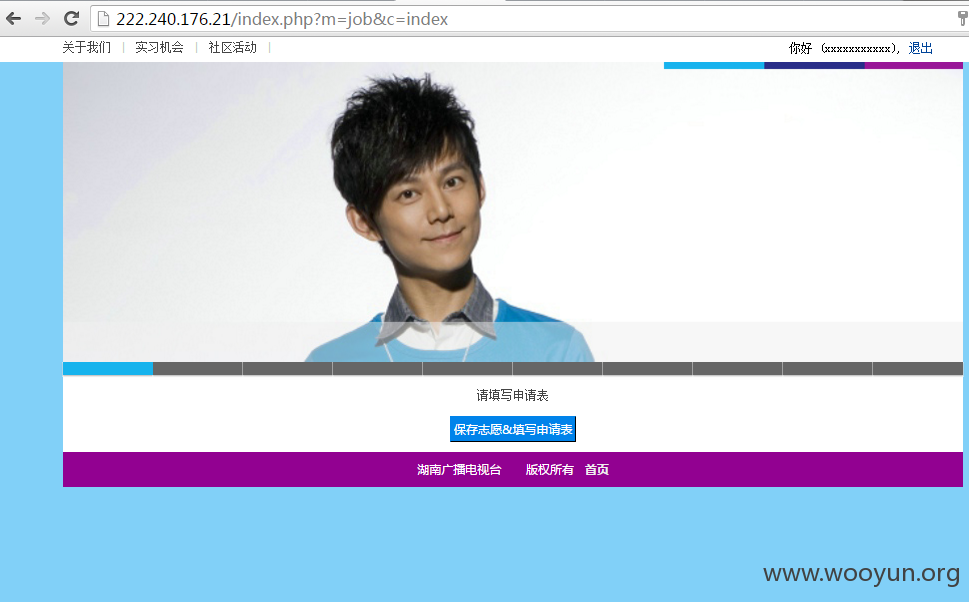 222.240.176.21/index.php?m=job&c=index
关于我们 | 实习机会 | 社区活动 |
你好 (xxxxxxxxxxx), 退出
请填写申请表
保存志愿&填写申请表
湖南广播电视台 版权所有 首页
www.wooyun.org